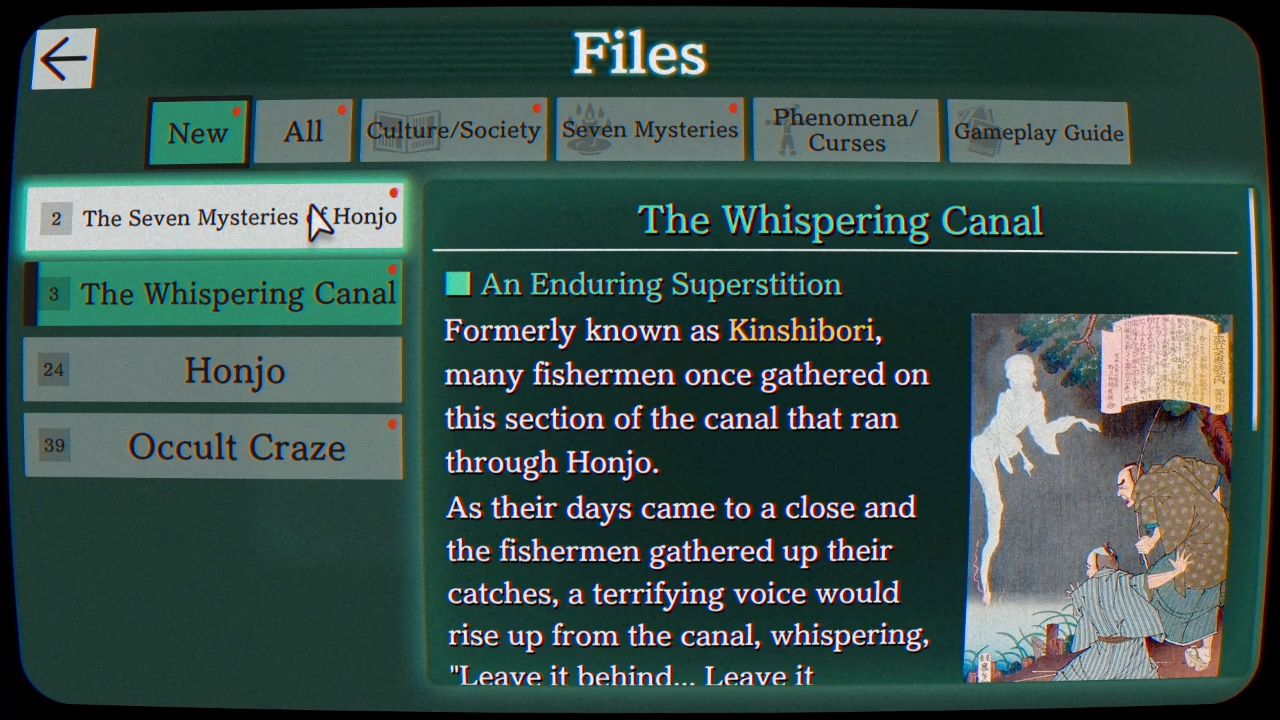 Files
New
All
Culture/Society
Seven Mysteries
Phenomena/
Curses
Gameplay Guide
2 The Seven Mysteries of Honjo
3 The Whispering Canal
24 Honjo
39 Occult Craze
The Whispering Canal
An Enduring Superstition
Formerly known as Kinshibori,
many fishermen once gathered on
this section of the canal that ran
through Honjo.
As their days came to a close and
the fishermen gathered up their
catches, a terrifying voice would
rise up from the canal, whispering,
"Leave it behind... Leave it